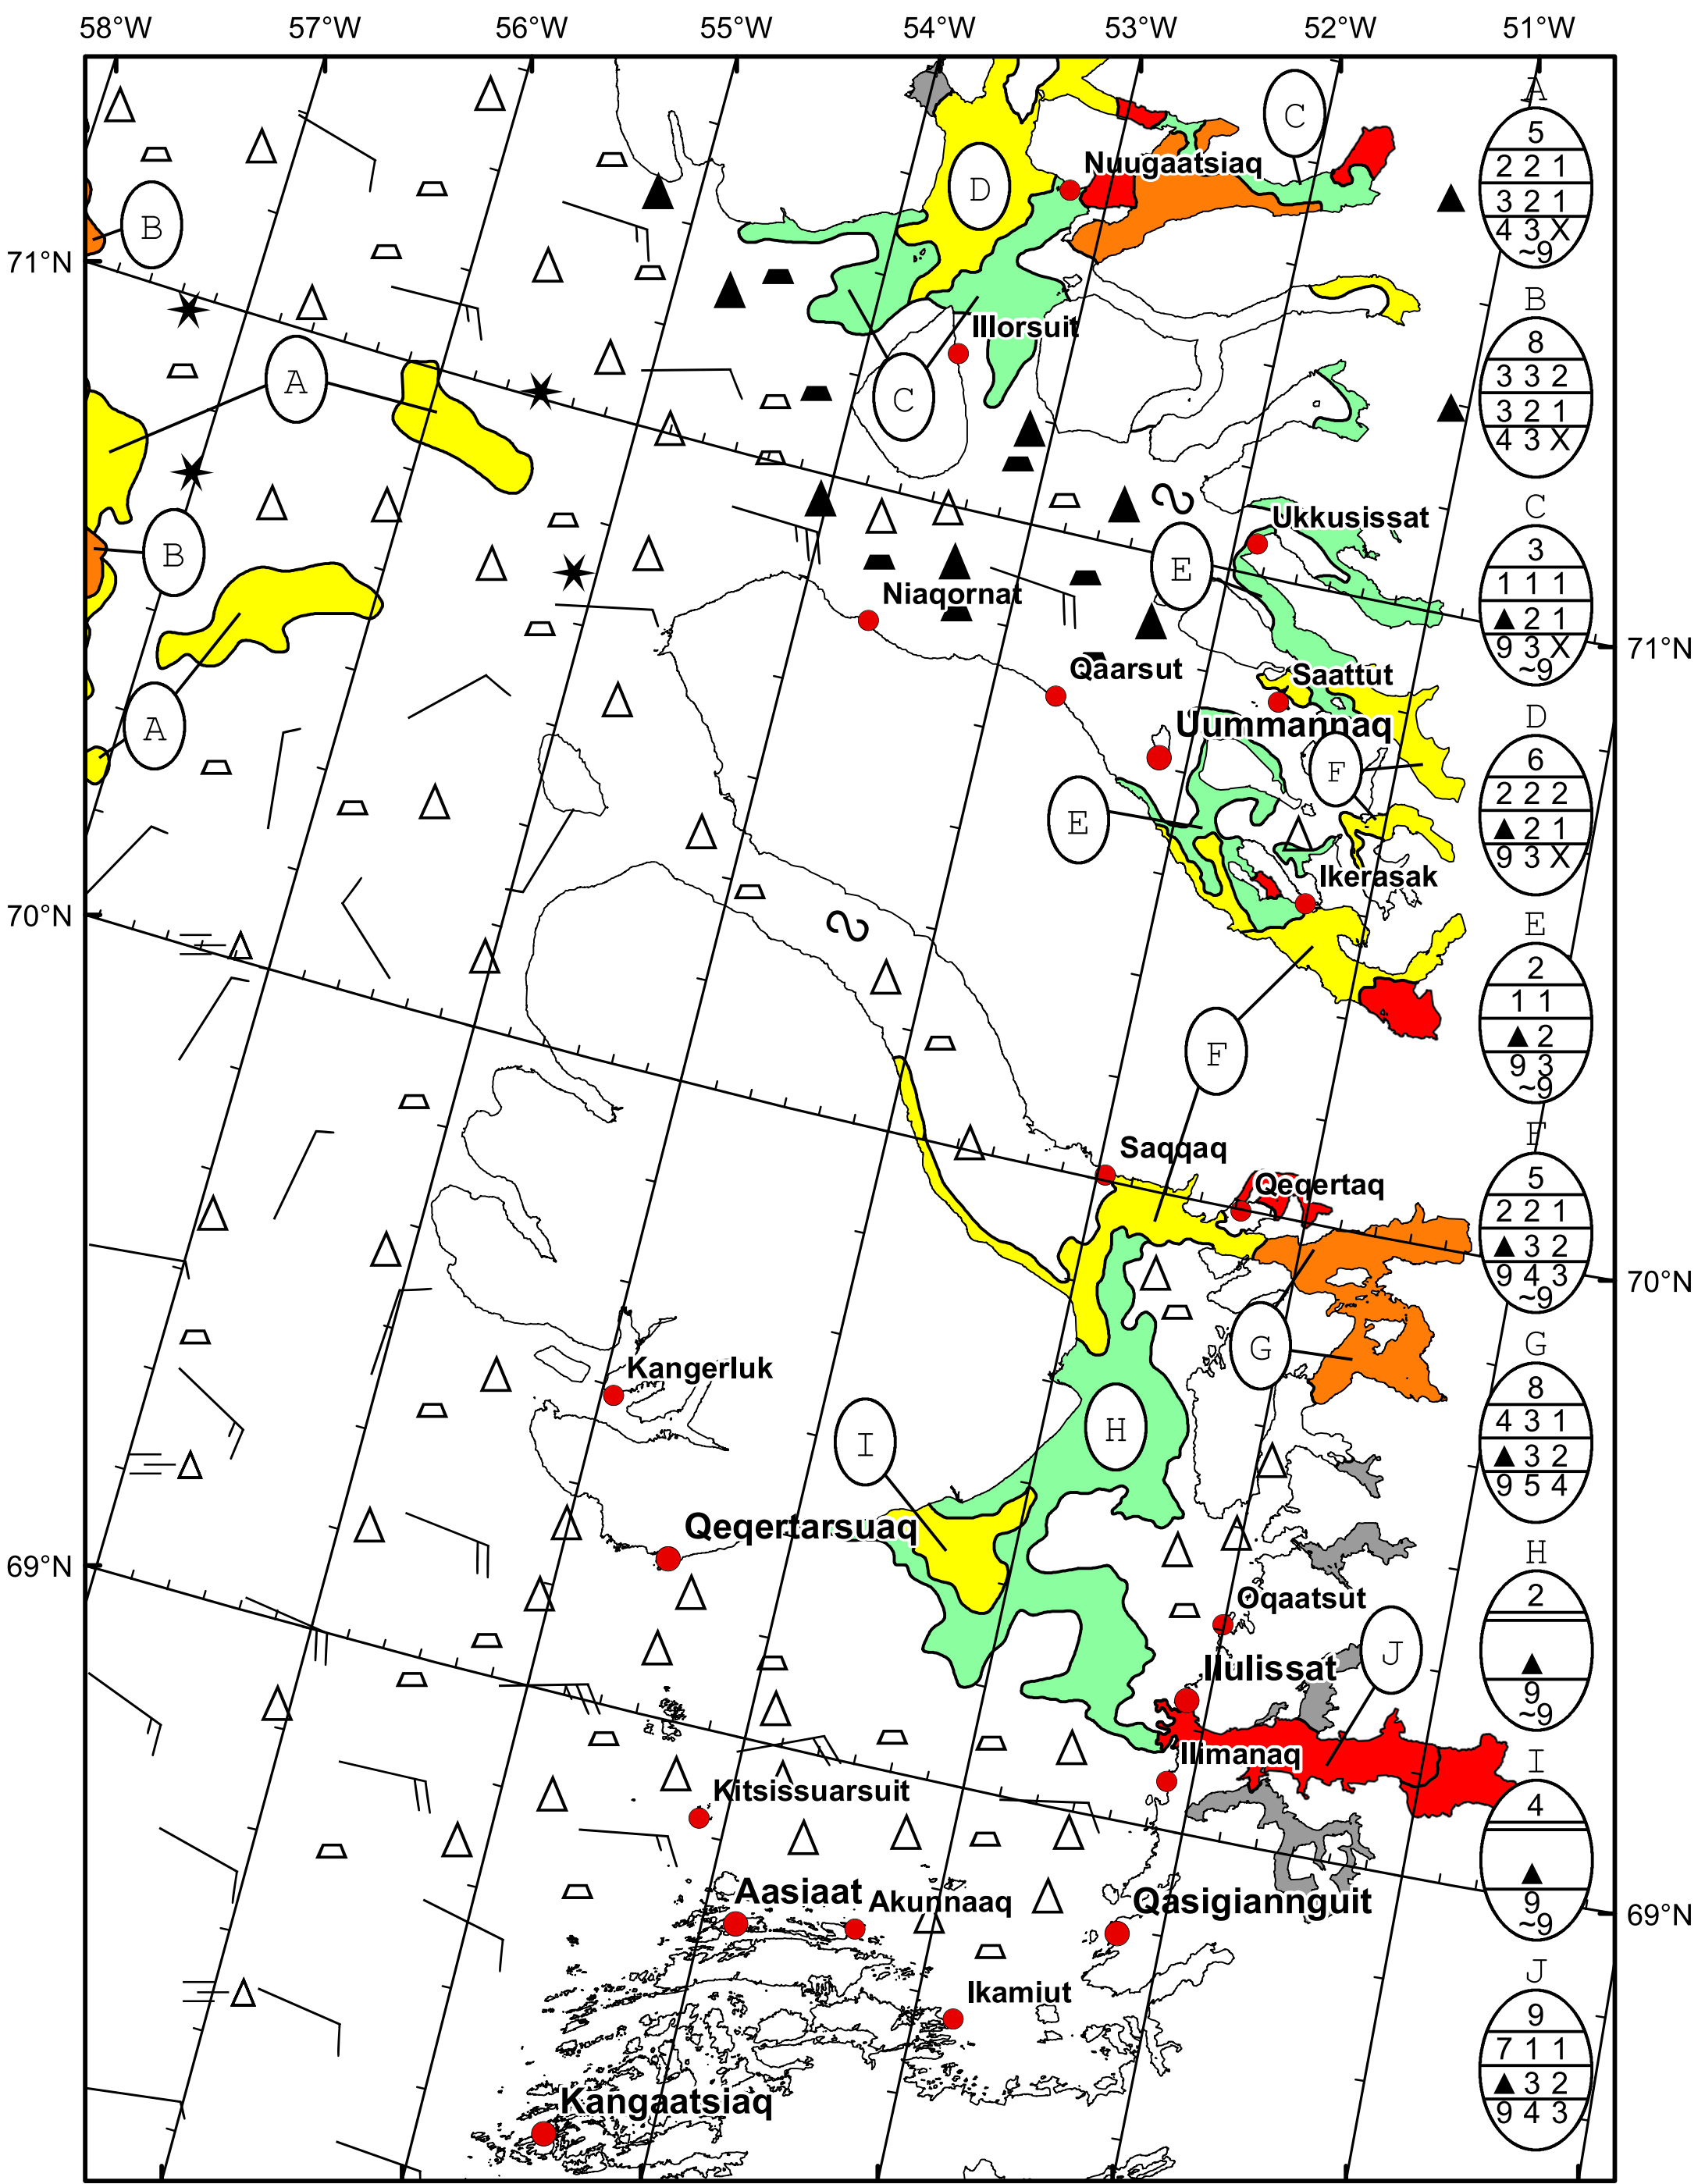 58°W 57°W 56°W 55°W 54°W 53°W 52°W 51°W
A
5
2 2 1
3 2 1
4 3 X
~9
C
Nuugaatsiaq
D
B
71°N
B
8
3 3 2
3 2 1
4 3 X
Illorsuit
A
C
C
3
1 1 1
▲ 2 1
9 3 X
~9
Ukkusissat
B
E
Niaqornat
71°N
Qaarsut
Saattut
A
Uummannaq
D
6
2 2 2
▲ 2 1
9 3 X
F
E
Ikerasak
70°N
E
2
1 1
▲ 2
9 3
~9
F
Saqqaq
Qeqertaq
F
5
2 2 1
▲ 3 2
9 4 3
~9
70°N
G
Kangerluk
G
8
4 3 1
▲ 3 2
9 5 4
H
I
Qeqertarsuaq
69°N
H
2
▲
9
~9
Oqaatsut
J
Ilulissat
Ilimanaq
I
4
▲
9
~9
Kitsissuarsuit
Aasiaat
Akunnaaq
Qasigiannguit
69°N
J
9
7 1 1
▲ 3 2
9 4 3
Ikamiut
Kangaatsiaq